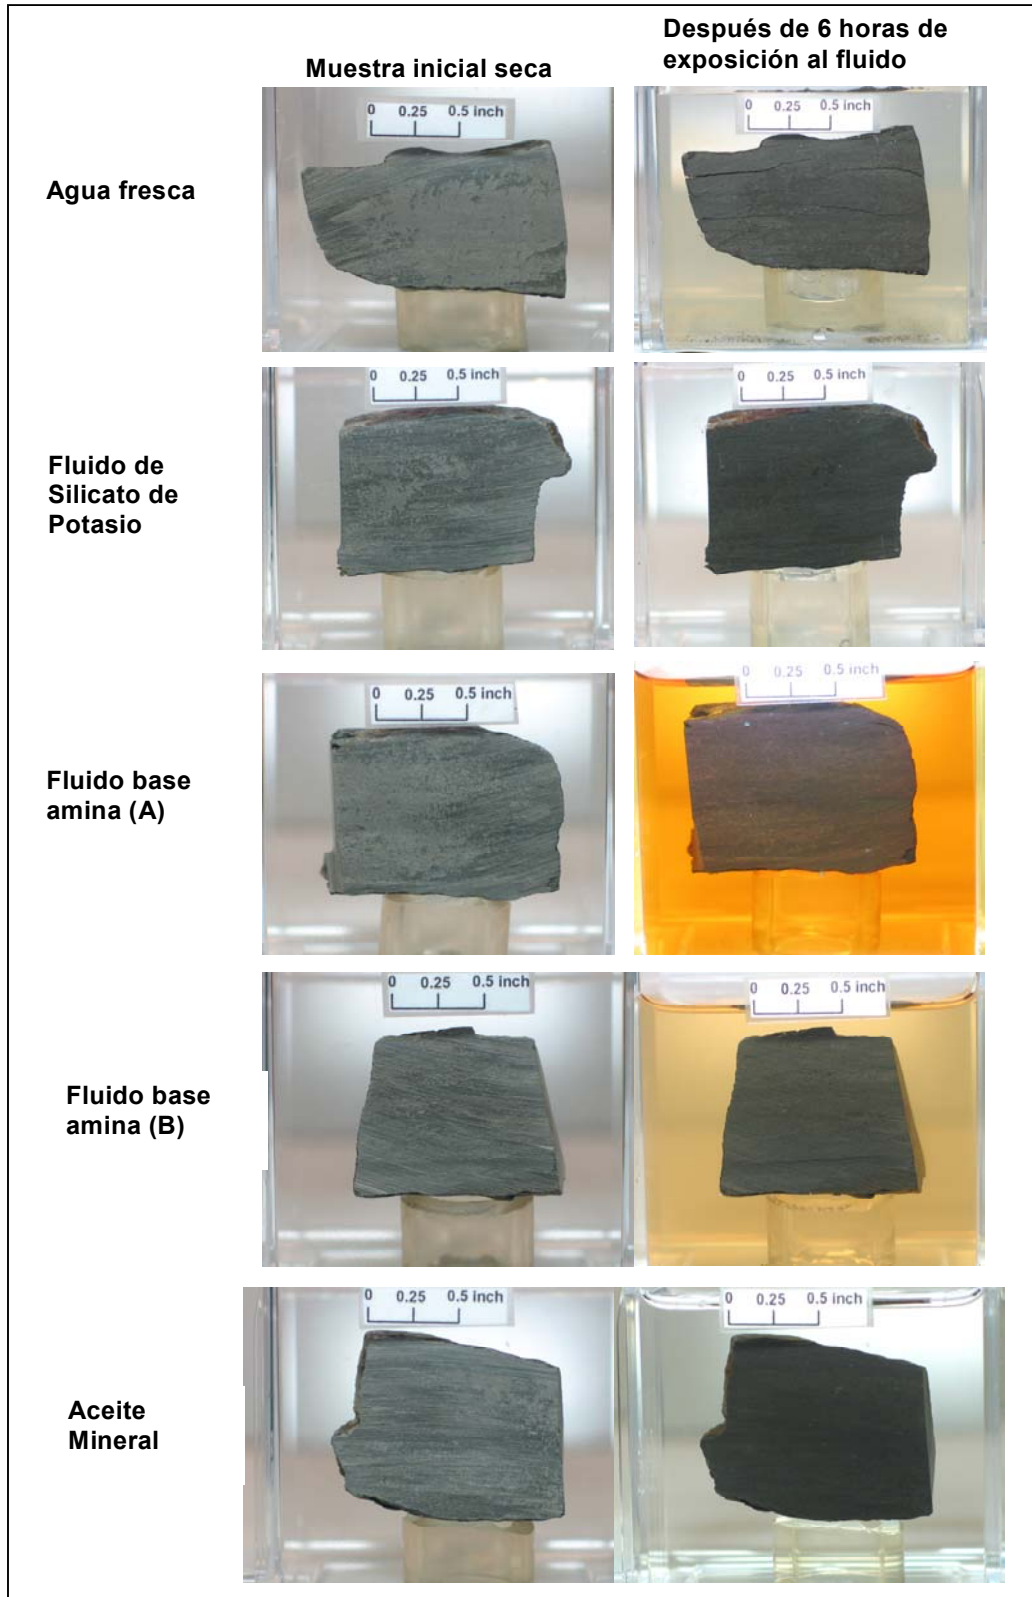 Muestra inicial seca
Después de 6 horas de
exposición al fluido
Agua fresca
0 0.25 0.5 inch
0 0.25 0.5 inch
Fluido de
Silicato de
Potasio
0 0.25 0.5 inch
0 0.25 0.5 inch
Fluido base
amina (A)
0 0.25 0.5 inch
0 0.25 0.5 inch
Fluido base
amina (B)
0 0.25 0.5 inch
0 0.25 0.5 inch
Aceite
Mineral
0 0.25 0.5 inch
0 0.25 0.5 inch